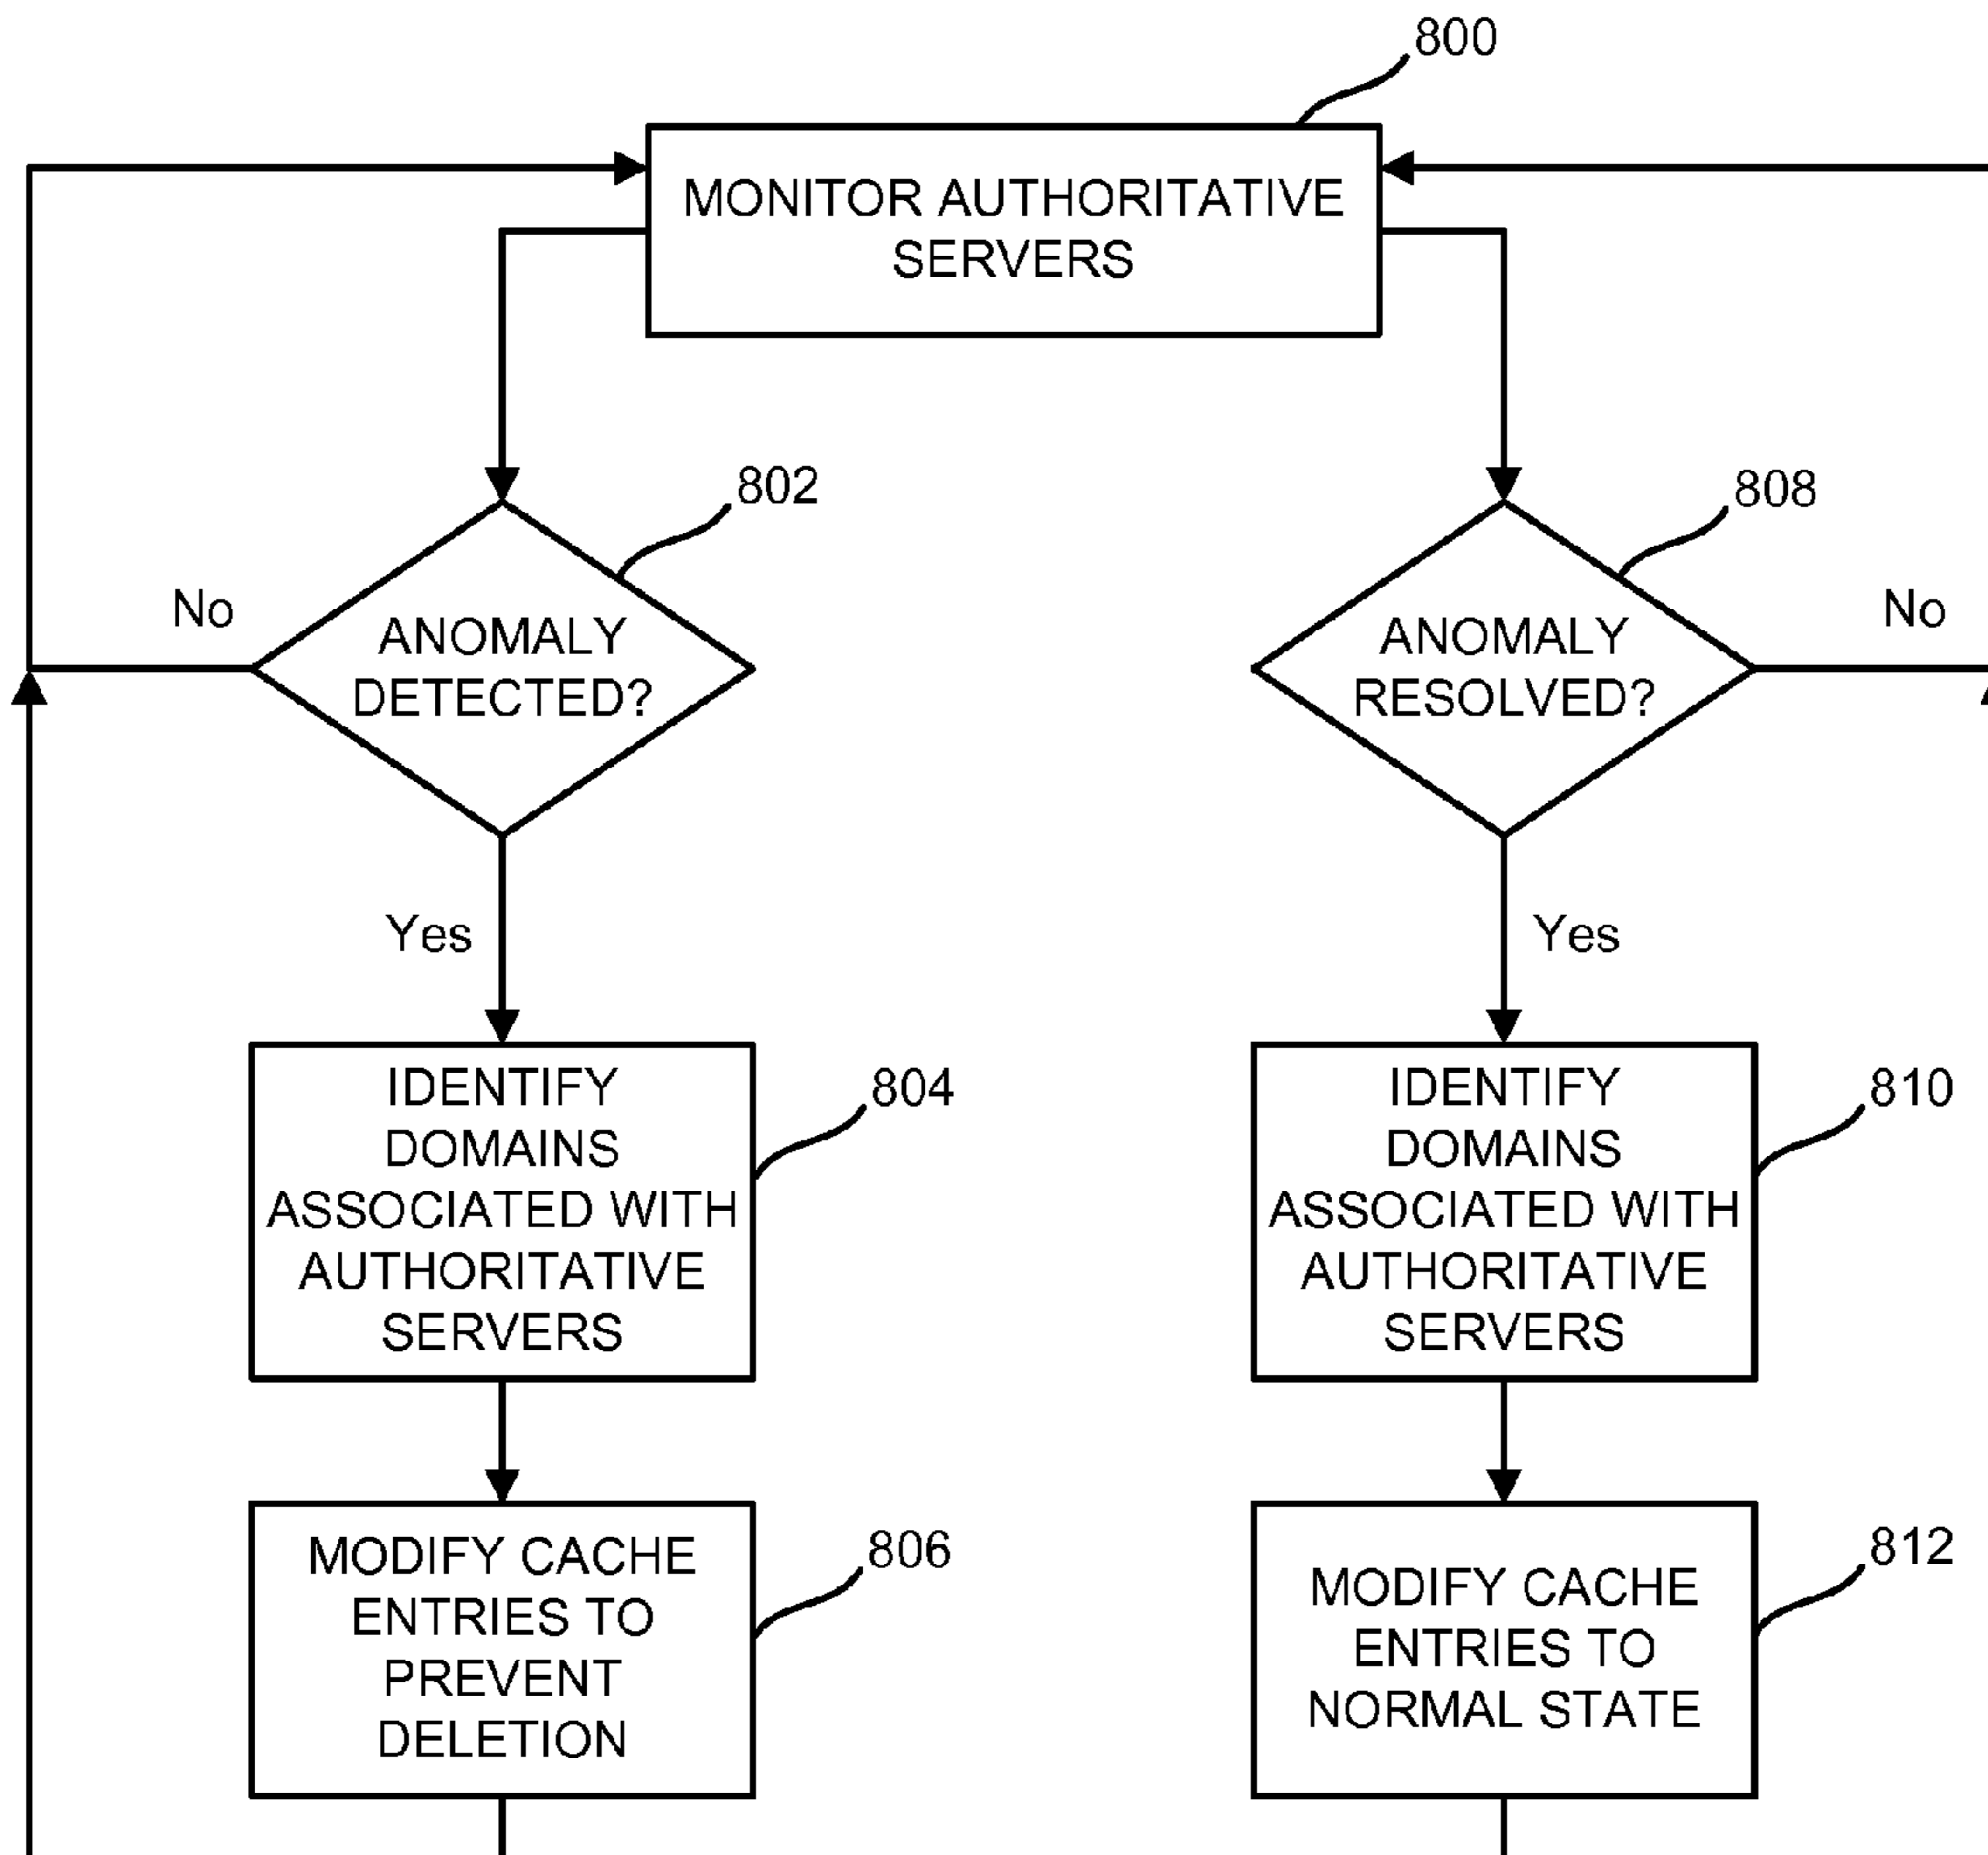 800
MONITOR AUTHORITATIVE
SERVERS
802
808
No
ANOMALY
DETECTED?
ANOMALY
RESOLVED?
No
Yes
Yes
IDENTIFY
DOMAINS
ASSOCIATED WITH
AUTHORITATIVE
SERVERS
804
IDENTIFY
DOMAINS
ASSOCIATED WITH
AUTHORITATIVE
SERVERS
810
MODIFY CACHE
ENTRIES TO
PREVENT
DELETION
806
MODIFY CACHE
ENTRIES TO
NORMAL STATE
812